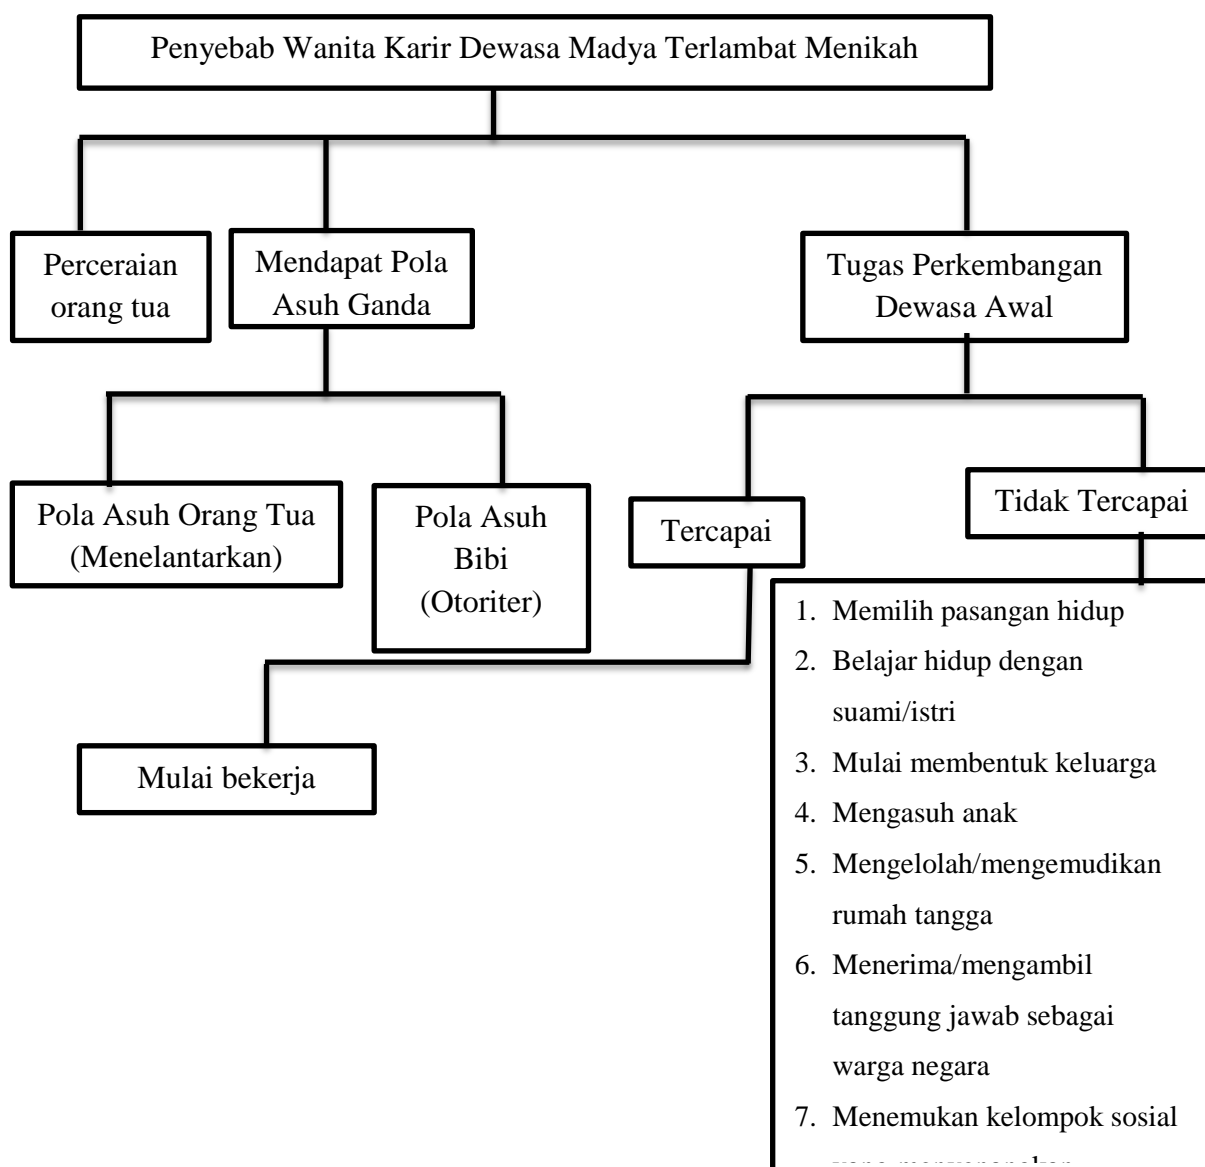 Penyebab Wanita Karir Dewasa Madya Terlambat Menikah
Perceraian
orang tua
Mendapat Pola
Asuh Ganda
Tugas Perkembangan
Dewasa Awal
Pola Asuh Orang Tua
(Menelantarkan)
Pola Asuh
Bibi
(Otoriter)
Tercapai
Tidak Tercapai
Mulai bekerja
1. Memilih pasangan hidup
2. Belajar hidup dengan
suami/istri
3. Mulai membentuk keluarga
4. Mengasuh anak
5. Mengelolah/mengemudikan
rumah tangga
6. Menerima/mengambil
tanggung jawab sebagai
warga negara
7. Menemukan kelompok sosial